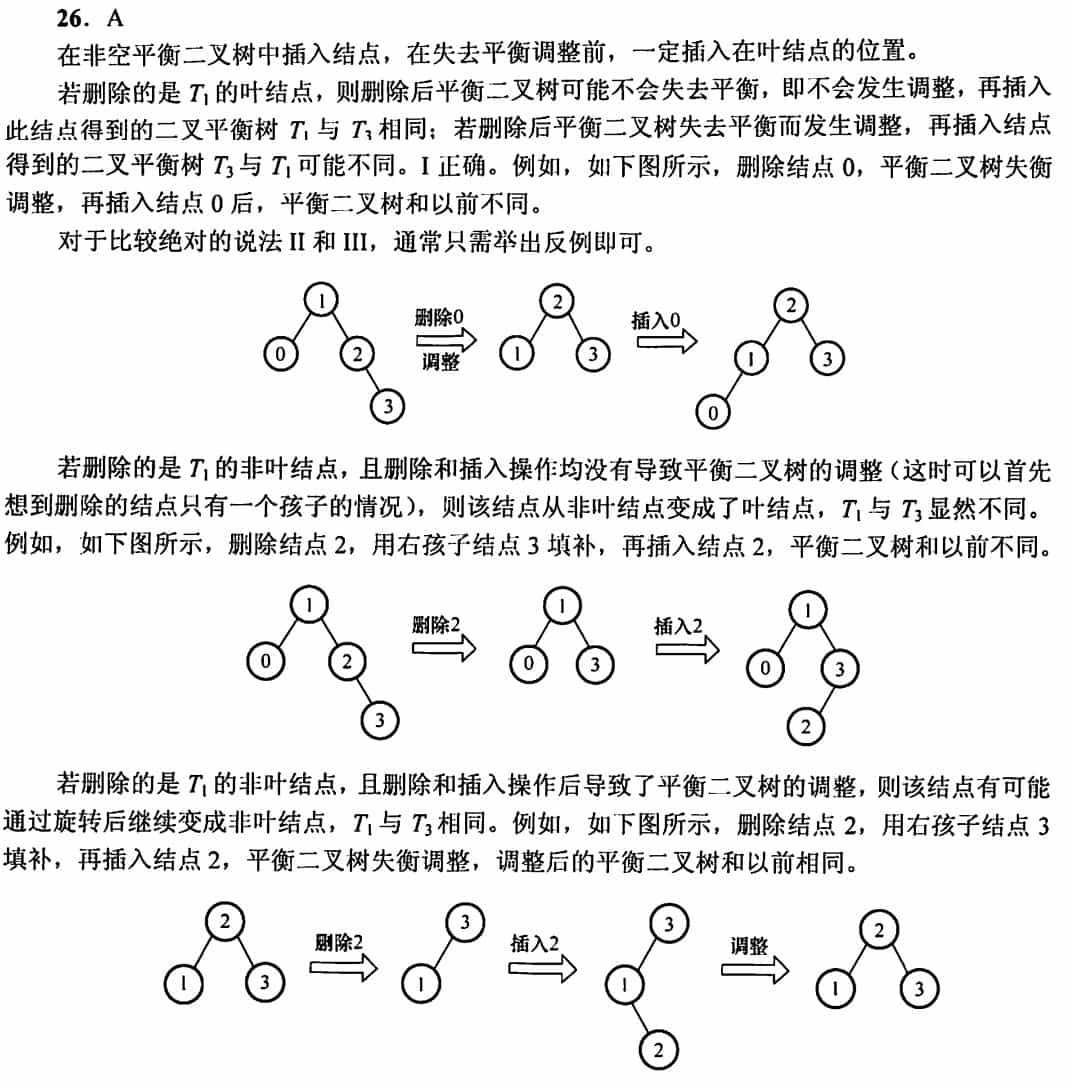 26. A
在非空平衡二叉树中插入结点，在失去平衡调整前，一定插入在叶结点的位置。
若删除的是 T₁ 的叶结点，则删除后平衡二叉树可能不会失去平衡，即不会发生调整，再插入
此结点得到的二叉平衡树 T₁ 与 T₃ 相同；若删除后平衡二叉树失去平衡而发生调整，再插入结点
得到的二叉平衡树 T₃ 与 T₁ 可能不同。I 正确。例如，如下图所示，删除结点 0，平衡二叉树失衡
调整，再插入结点 0 后，平衡二叉树和以前不同。
对于比较绝对的说法 II 和 III，通常只需举出反例即可。
1
0
2
3
删除0
调整
2
1
3
插入0
2
1
3
0
若删除的是 T₁ 的非叶结点，且删除和插入操作均没有导致平衡二叉树的调整（这时可以首先
想到删除的结点只有一个孩子的情况），则该结点从非叶结点变成了叶结点，T₁ 与 T₃ 显然不同。
例如，如下图所示，删除结点 2，用右孩子结点 3 填补，再插入结点 2，平衡二叉树和以前不同。
1
0
2
3
删除2
1
0
3
插入2
1
0
3
2
若删除的是 T₁ 的非叶结点，且删除和插入操作后导致了平衡二叉树的调整，则该结点有可能
通过旋转后继续变成非叶结点，T₁ 与 T₃ 相同。例如，如下图所示，删除结点 2，用右孩子结点 3
填补，再插入结点 2，平衡二叉树失衡调整，调整后的平衡二叉树和以前相同。
2
1
3
删除2
3
1
插入2
3
1
2
调整
2
1
3